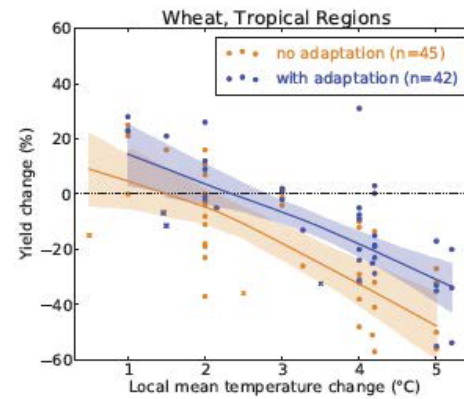 Wheat, Tropical Regions
60
no adaptation (n=45)
with adaptation (n=42)
40
20
0
−20
−40
−60
Yield change (%)
1 2 3 4 5
Local mean temperature change (°C)